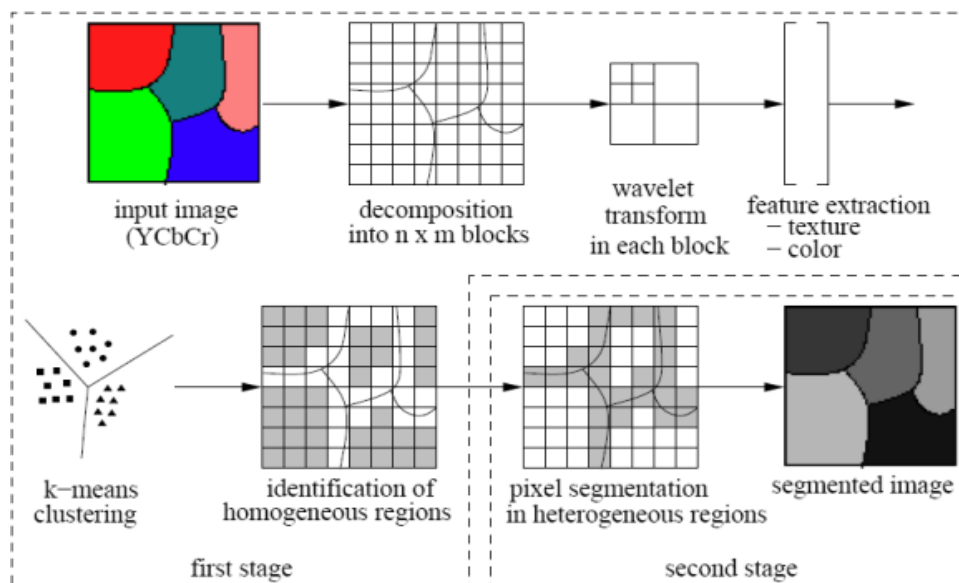 input image
(YCbCr)
decomposition
into n x m blocks
wavelet
transform
in each block
feature extraction
− texture
− color
k−means
clustering
identification of
homogeneous regions
pixel segmentation
in heterogeneous regions
segmented image
first stage
second stage